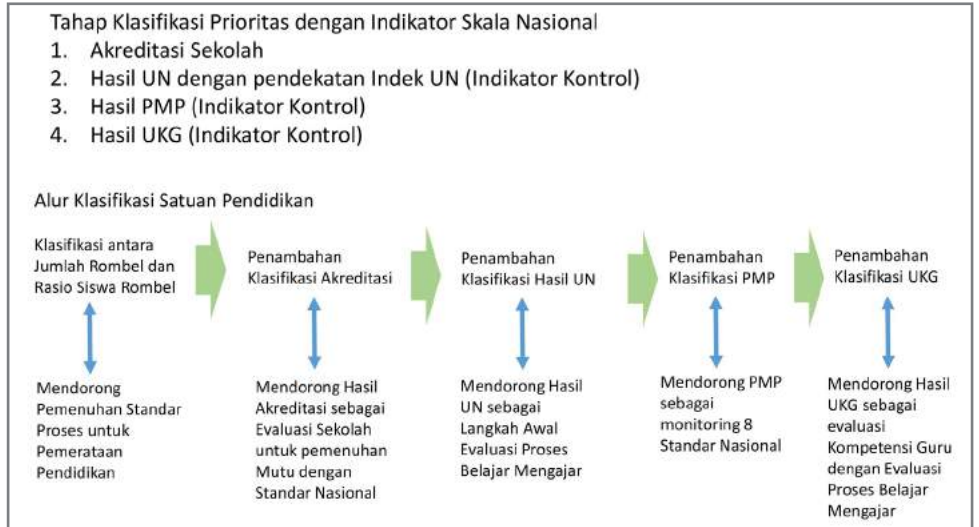 Tahap Klasifikasi Prioritas dengan Indikator Skala Nasional
1. Akreditasi Sekolah
2. Hasil UN dengan pendekatan Indek UN (Indikator Kontrol)
3. Hasil PMP (Indikator Kontrol)
4. Hasil UKG (Indikator Kontrol)
Alur Klasifikasi Satuan Pendidikan
Klasifikasi antara
Jumlah Rombel dan
Rasio Siswa Rombel
Penambahan
Klasifikasi Akreditasi
Penambahan
Klasifikasi Hasil UN
Penambahan
Klasifikasi PMP
Penambahan
Klasifikasi UKG
Mendorong
Pemenuhan Standar
Proses untuk
Pemerataan
Pendidikan
Mendorong Hasil
Akreditasi sebagai
Evaluasi Sekolah
untuk pemenuhan
Mutu dengan
Standar Nasional
Mendorong Hasil
UN sebagai
Langkah Awal
Evaluasi Proses
Belajar Mengajar
Mendorong PMP
sebagai
monitoring 8
Standar Nasional
Mendorong Hasil
UKG sebagai
evaluasi
Kompetensi Guru
dengan Evaluasi
Proses Belajar
Mengajar